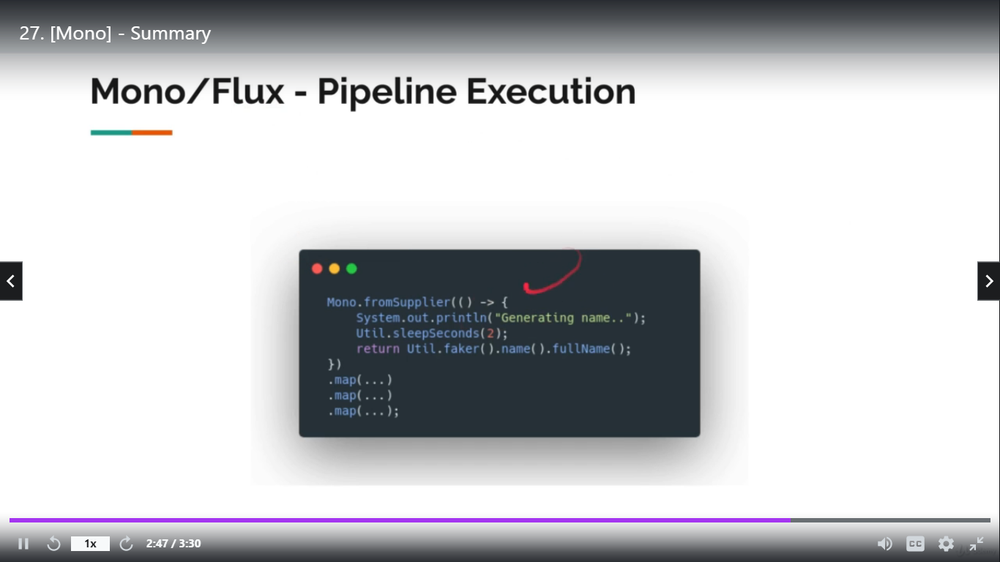 27. [Mono] - Summary
Mono/Flux - Pipeline Execution
Mono.fromSupplier(() -> {
    System.out.println("Generating name..");
    Util.sleepSeconds(2);
    return Util.faker().name().fullName();
})
.map(...)
.map(...)
.map(...);
1x
2:47 / 3:30
CC